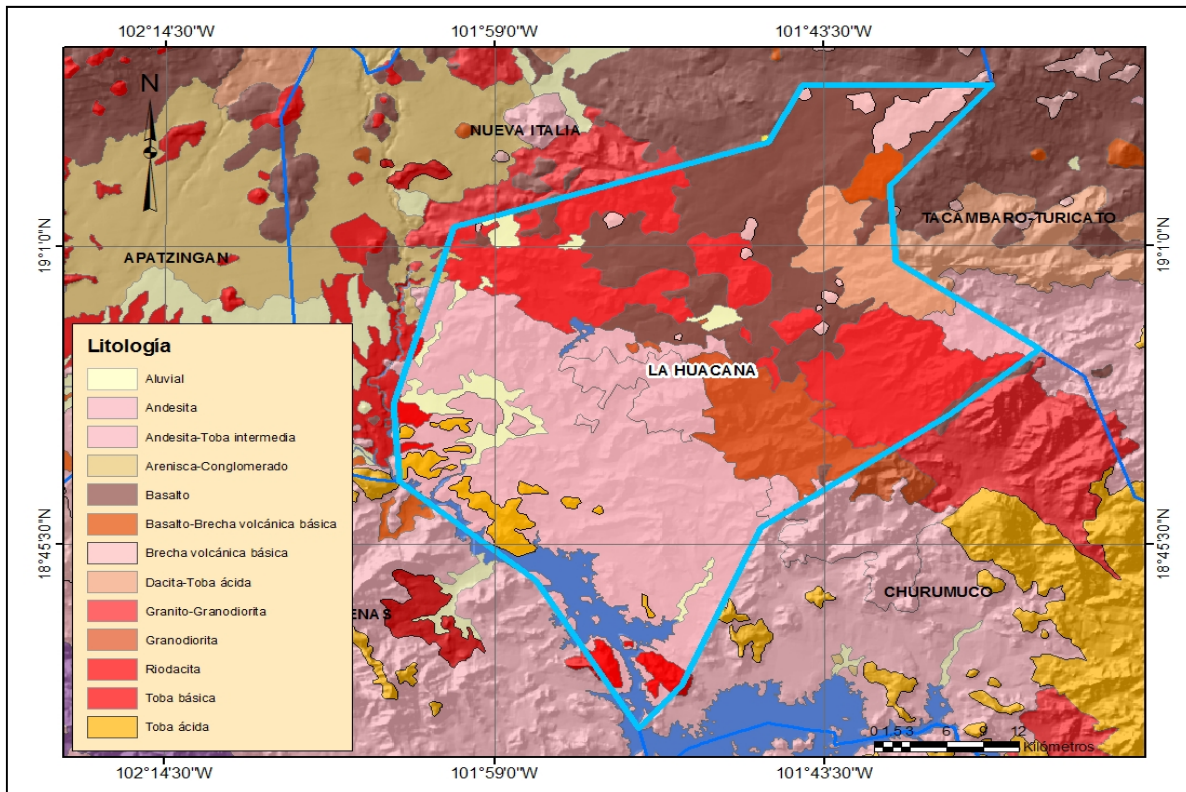 102°14'30"W 101°59'0"W 101°43'30"W
N
NUEVA ITALIA
TACAMBARO-TURICATO
19°1'0"N 19°1'0"N
APATZINGAN
LA HUACANA
Litología
Aluvial
Andesita
Andesita-Toba intermedia
Arenisca-Conglomerado
Basalto
Basalto-Brecha volcánica básica
Brecha volcánica básica
Dacita-Toba ácida
Granito-Granodiorita
Granodiorita
Riodacita
Toba básica
Toba ácida
18°45'30"N 18°45'30"N
CHURUMUCO
ENAS
0 1.5 3 6 9 12
Kilómetros
102°14'30"W 101°59'0"W 101°43'30"W